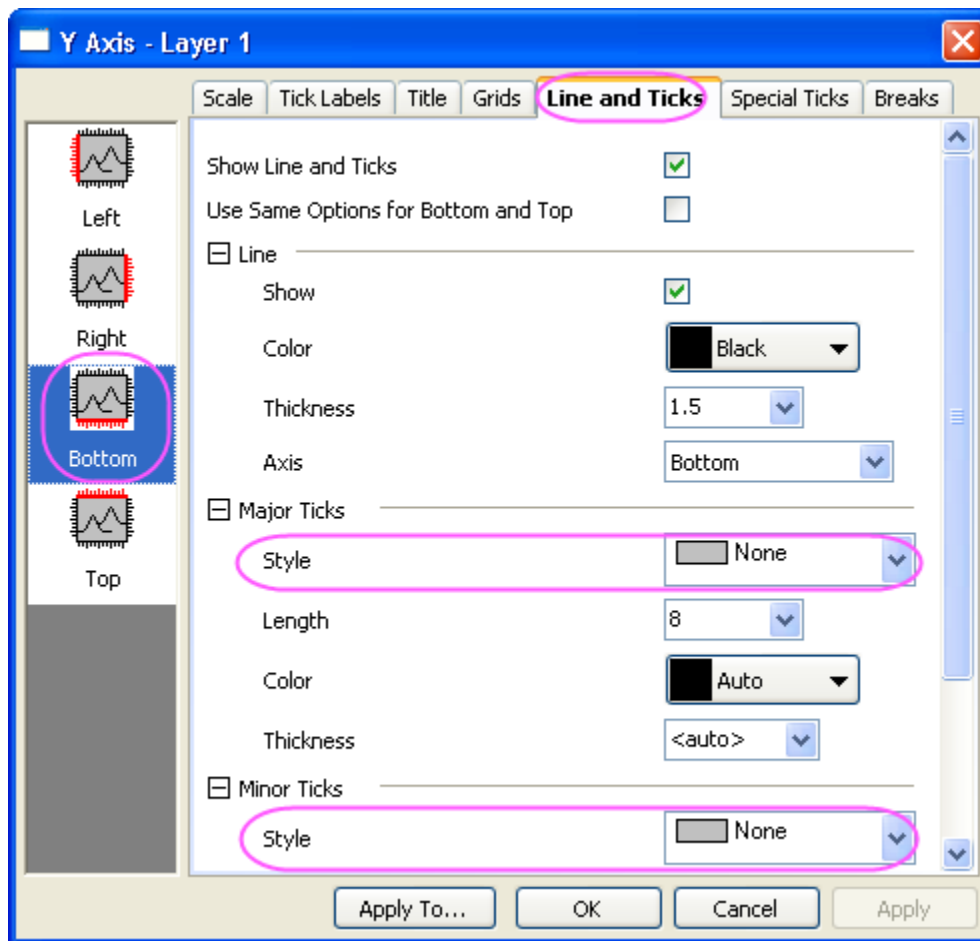 Y Axis - Layer 1
Scale Tick Labels Title Grids Line and Ticks Special Ticks Breaks
Left
Right
Bottom
Top
Show Line and Ticks
Use Same Options for Bottom and Top
Line
Show
Color Black
Thickness 1.5
Axis Bottom
Major Ticks
Style None
Length 8
Color Auto
Thickness <auto>
Minor Ticks
Style None
Apply To... OK Cancel Apply